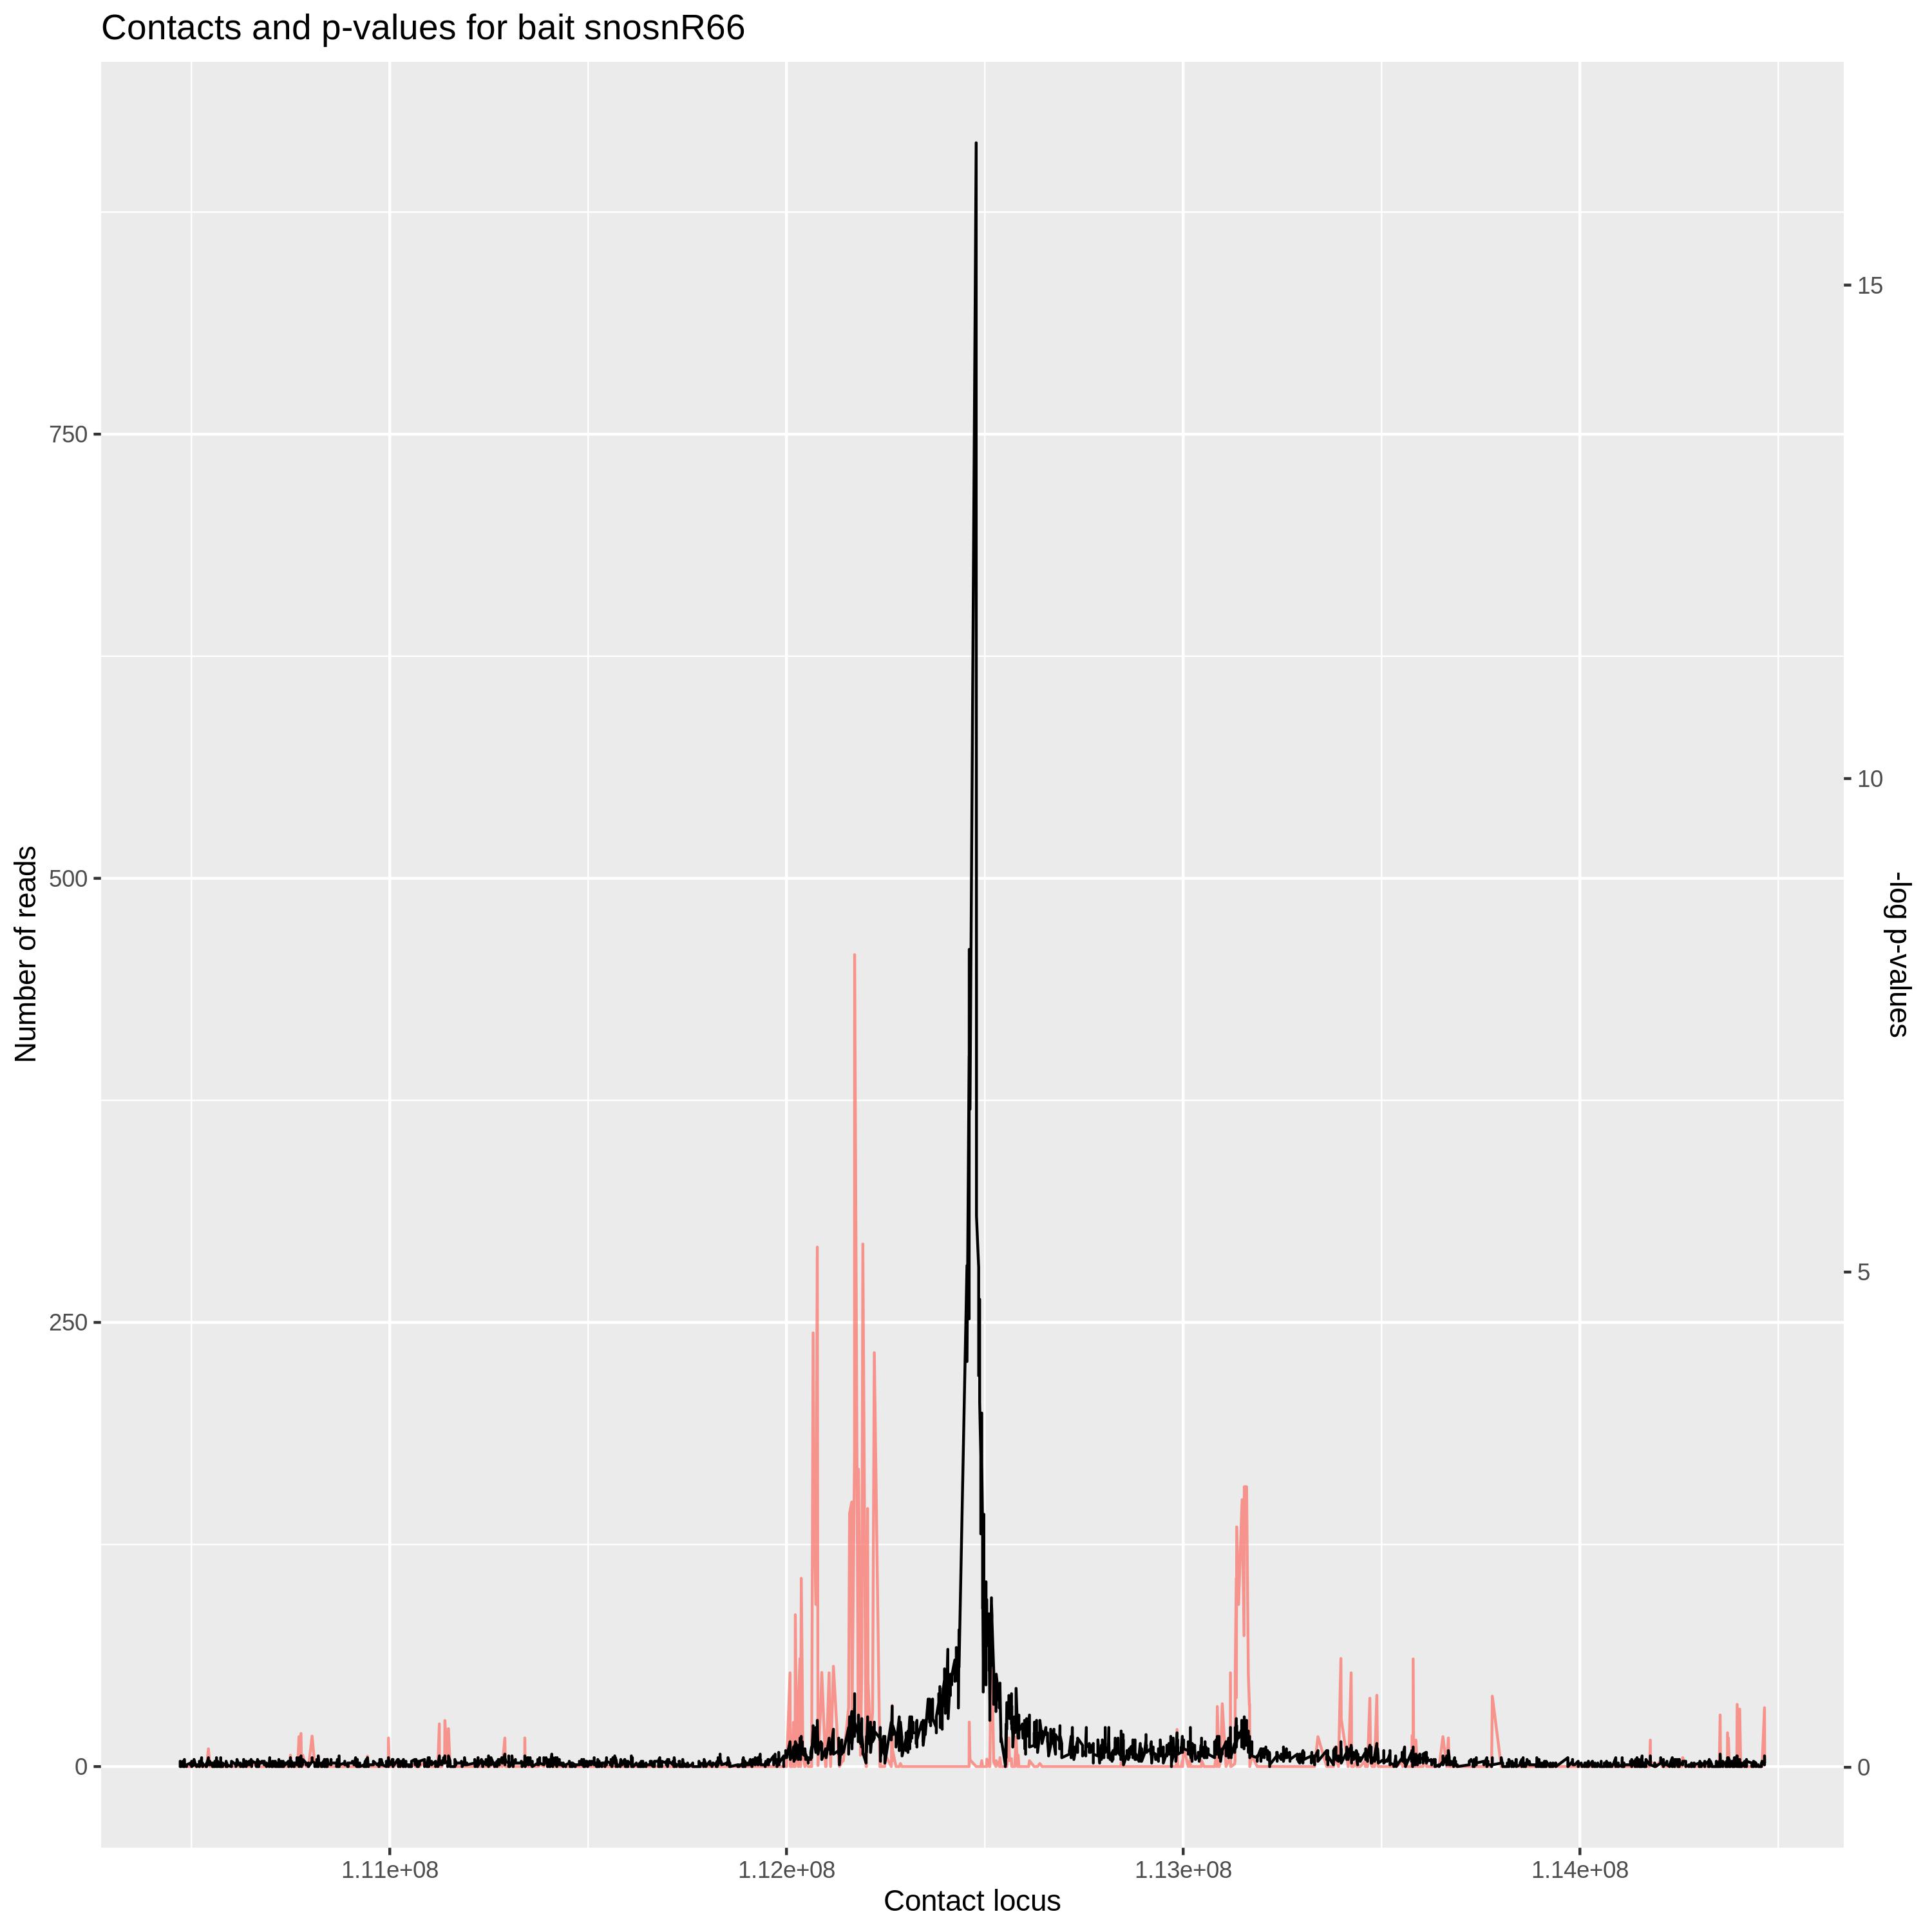 Contacts and p-values for bait snosnR66
Number of reads
750
500
250
0
15
10
5
0
-log p-values
1.11e+08
1.12e+08
1.13e+08
1.14e+08
Contact locus